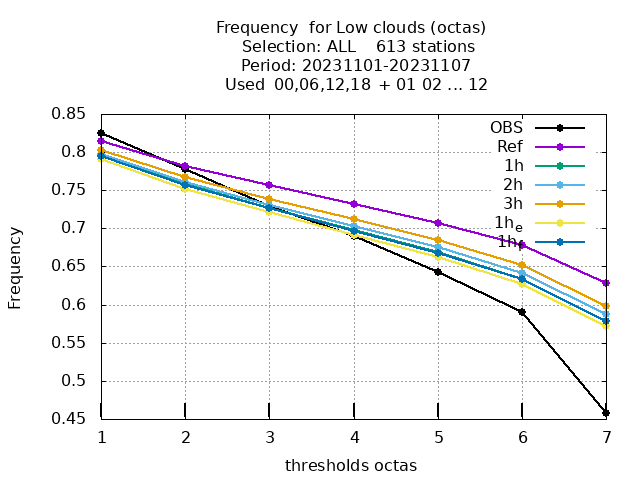 Frequency  for Low clouds (octas)
Selection: ALL    613 stations
Period: 20231101-20231107
Used  00,06,12,18  + 01 02 ... 12
0.85
0.8
0.75
0.7
0.65
0.6
0.55
0.5
0.45
Frequency
OBS
Ref
1h
2h
3h
1he
1hf
1 2 3 4 5 6 7
thresholds octas